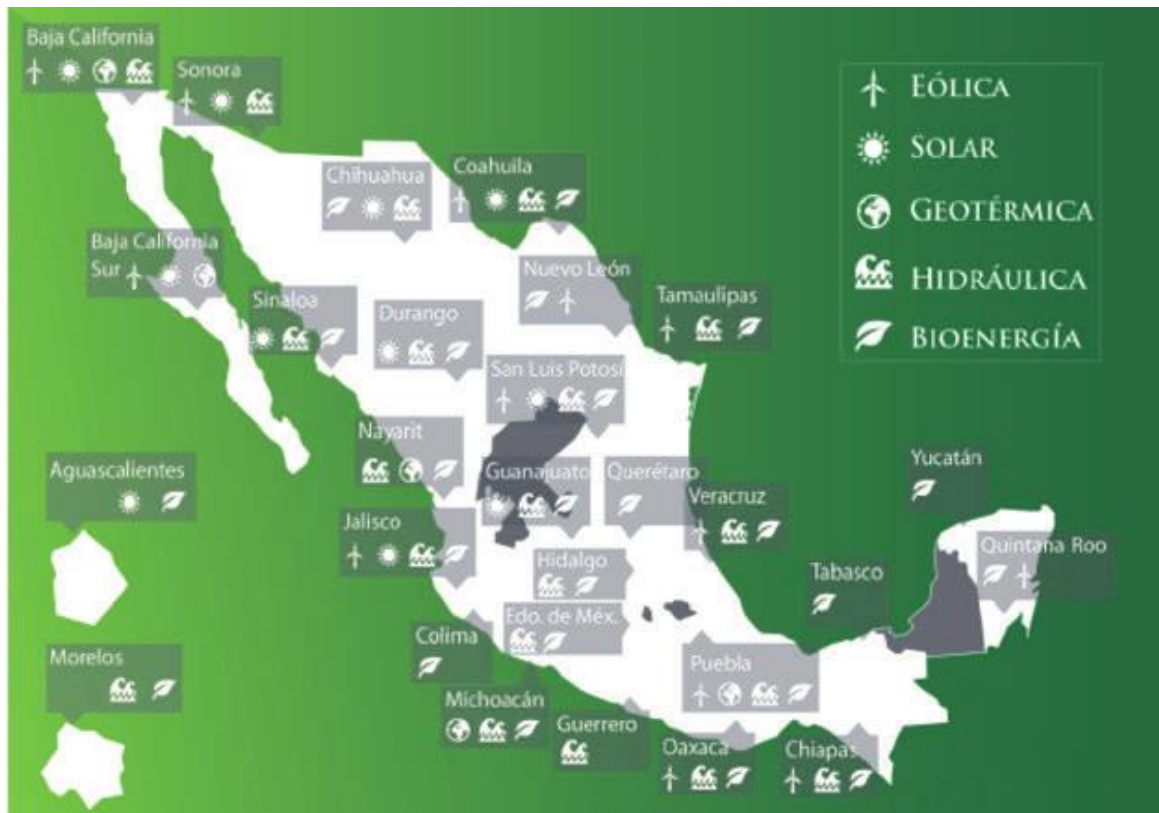 Baja California
Sonora
Chihuahua
Coahuila
Baja California
Sur
Nuevo León
Tamaulipas
Sinaloa
Durango
San Luis Potosí
Nayarit
Guanajuato
Querétaro
Veracruz
Yucatán
Aguascalientes
Jalisco
Hidalgo
Tabasco
Quintana Roo
Morelos
Colima
Edo. de Méx.
Puebla
Michoacán
Guerrero
Oaxaca
Chiapas
EÓLICA
SOLAR
GEOTÉRMICA
HIDRÁULICA
BIOENERGÍA